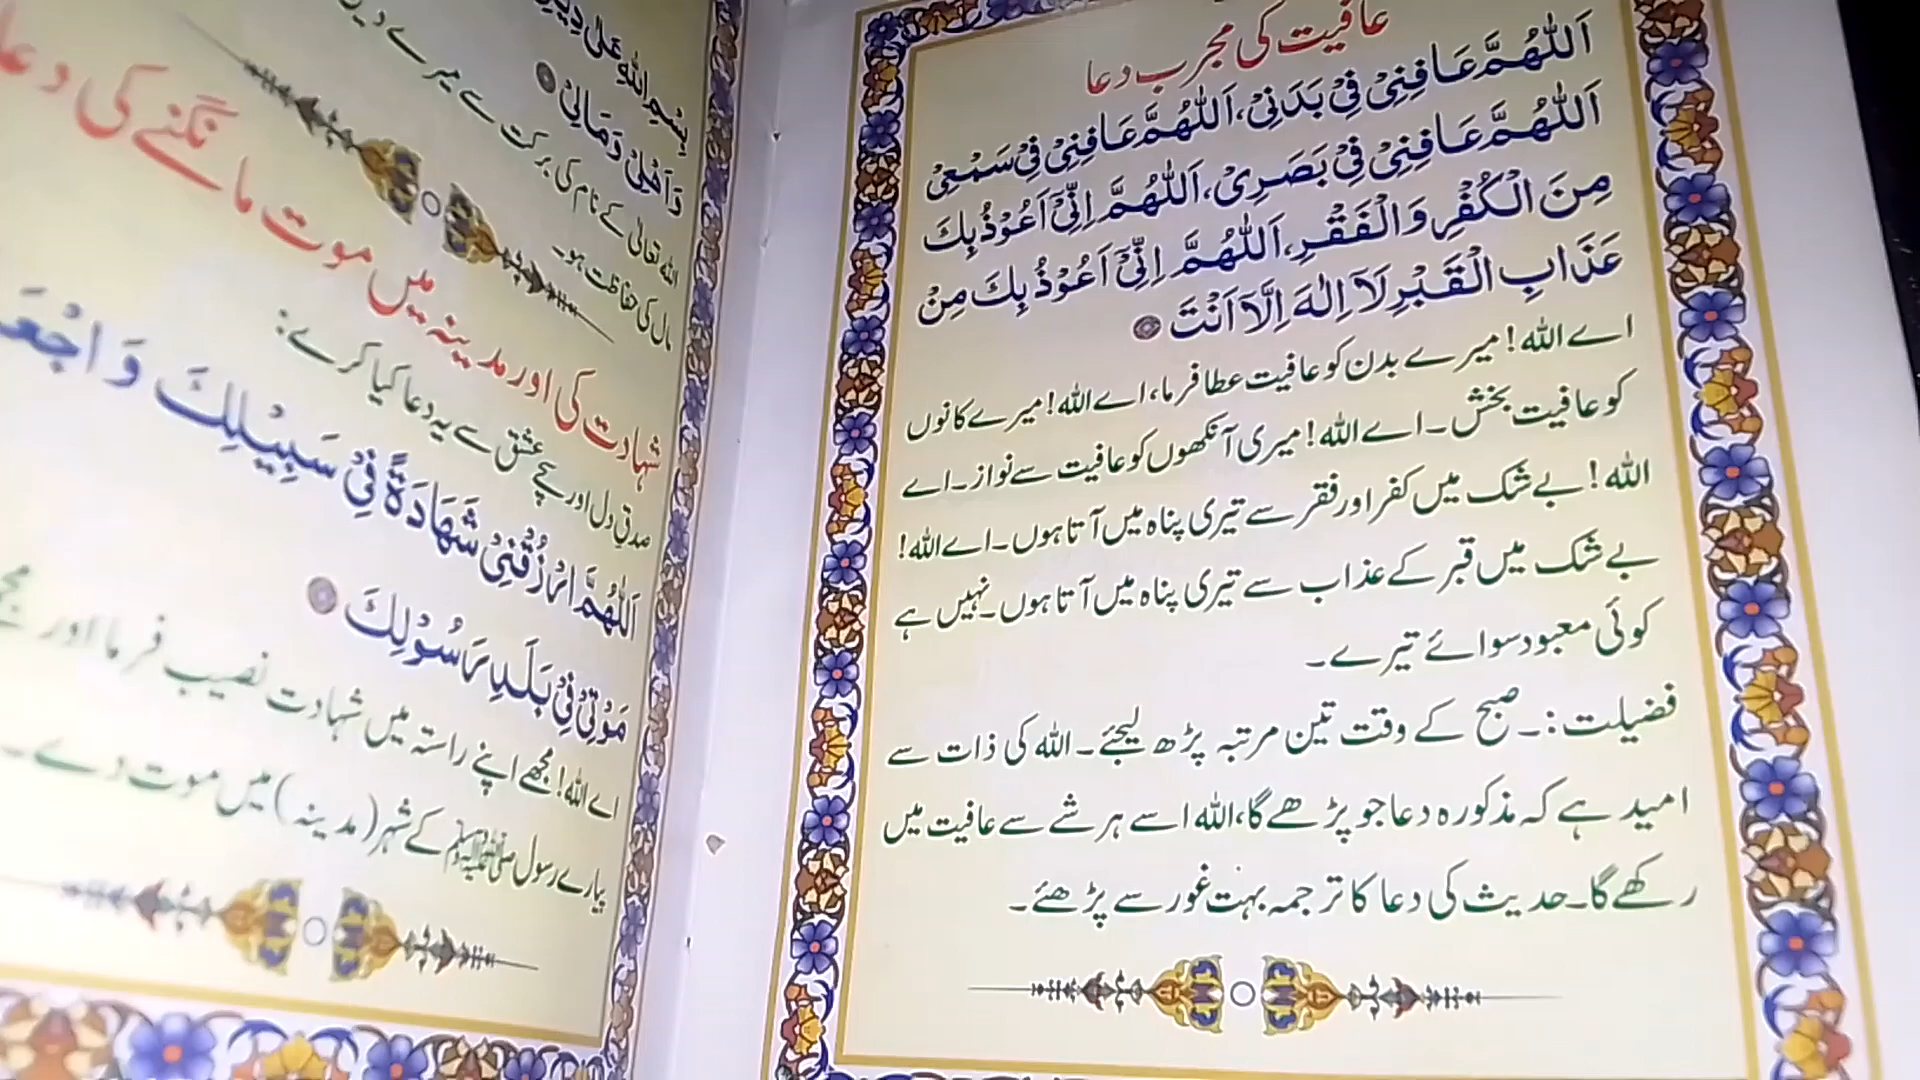 عافیت کی مجرب دعا
اَللّٰهُمَّ عَافِنِیْ فِیْ بَدَنِیْ، اَللّٰهُمَّ عَافِنِیْ فِیْ سَمْعِیْ
اَللّٰهُمَّ عَافِنِیْ فِیْ بَصَرِیْ، اَللّٰهُمَّ اِنِّیْۤ اَعُوْذُ بِكَ
مِنَ الْكُفْرِ وَالْفَقْرِ، اَللّٰهُمَّ اِنِّیْۤ اَعُوْذُ بِكَ مِنْ
عَذَابِ الْقَبْرِ لَاۤ اِلٰهَ اِلَّاۤ اَنْتَ
اے اللہ! میرے بدن کو عافیت عطا فرما، اے اللہ! میرے کانوں
کو عافیت بخش۔ اے اللہ! میری آنکھوں کو عافیت سے نواز۔ اے
اللہ! بے شک میں کفر اور فقر سے تیری پناہ میں آتا ہوں۔ اے اللہ!
بے شک میں قبر کے عذاب سے تیری پناہ میں آتا ہوں۔ نہیں ہے
کوئی معبود سوائے تیرے۔
فضیلت:۔ صبح کے وقت تین مرتبہ پڑھ لیجئے۔ اللہ کی ذات سے
امید ہے کہ مذکورہ دعا جو پڑھے گا، اللہ اسے ہر شے سے عافیت میں
رکھے گا۔ حدیث کی دعا کا ترجمہ بہت غور سے پڑھئے۔
بِسْمِ اللّٰهِ عَلٰی
وَاَهْلِیْ وَمَالِیْ
اللہ تعالیٰ کے نام کی برکت سے میرے
مال کی حفاظت ہو۔
شہادت کی اور مدینہ میں موت مانگنے کی دعا
صدقِ دل اور سچے عشق سے یہ دعا کیا کرے:
اَللّٰهُمَّ ارْزُقْنِیْ شَهَادَةً فِیْ سَبِیْلِكَ وَاجْعَ
مَوْتِیْ فِیْ بَلَدِ رَسُوْلِكَ
اے اللہ! مجھے اپنے راستہ میں شہادت نصیب فرما اور
پیارے رسول ﷺ کے شہر (مدینہ) میں موت دے۔